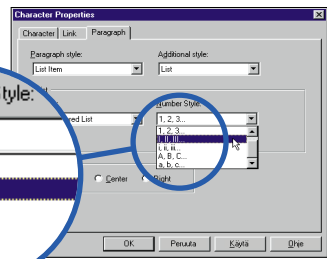 Character Properties
Character Link Paragraph
Paragraph style: Additional style:
List Item List
Number Style:
red List 1, 2, 3...
1, 2, 3...
I, II, III...
i, ii, iii...
A, B, C...
a, b, c...
tyle:
Center Right
OK Peruuta Käytä Ohje